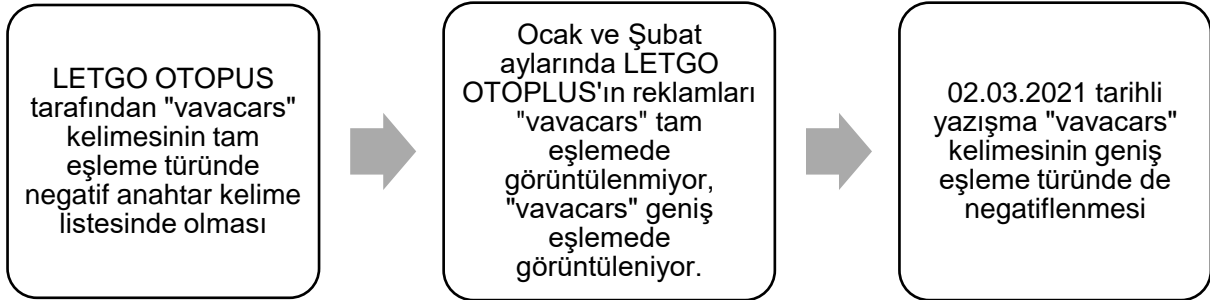 LETGO OTOPUS
tarafından "vavacars"
kelimesinin tam
eşleme türünde
negatif anahtar kelime
listesinde olması
Ocak ve Şubat
aylarında LETGO
OTOPLUS'ın reklamları
"vavacars" tam
eşlemede
görüntülenmiyor,
"vavacars" geniş
eşlemede
görüntüleniyor.
02.03.2021 tarihli
yazışma "vavacars"
kelimesinin geniş
eşleme türünde de
negatiflenmesi